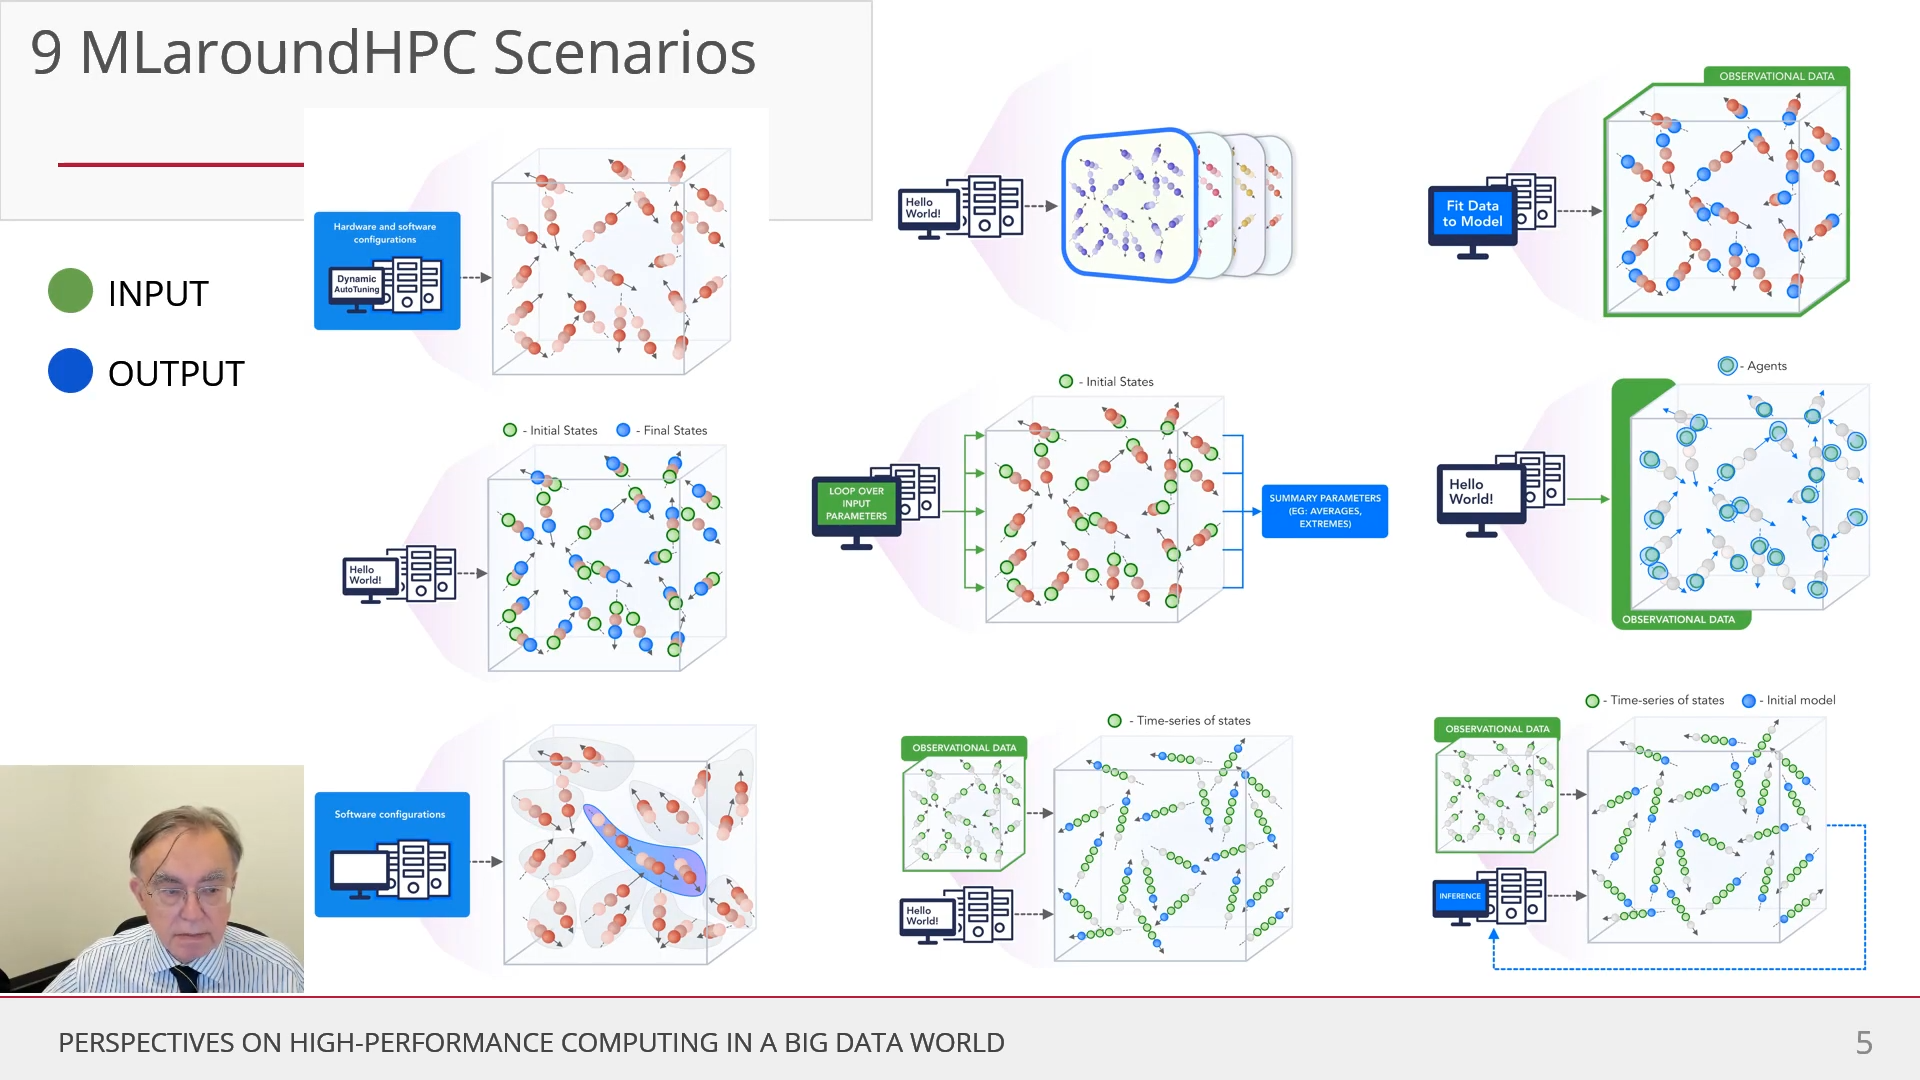 9 MLaroundHPC Scenarios
INPUT
OUTPUT
Hardware and software
configurations
Dynamic
AutoTuning
Hello
World!
OBSERVATIONAL DATA
Fit Data
to Model
- Initial States
- Final States
Hello
World!
- Initial States
LOOP OVER
INPUT
PARAMETERS
SUMMARY PARAMETERS
(EG: AVERAGES,
EXTREMES)
- Agents
Hello
World!
OBSERVATIONAL DATA
Software configurations
- Time-series of states
OBSERVATIONAL DATA
Hello
World!
- Time-series of states
- Initial model
OBSERVATIONAL DATA
INFERENCE
PERSPECTIVES ON HIGH-PERFORMANCE COMPUTING IN A BIG DATA WORLD
5